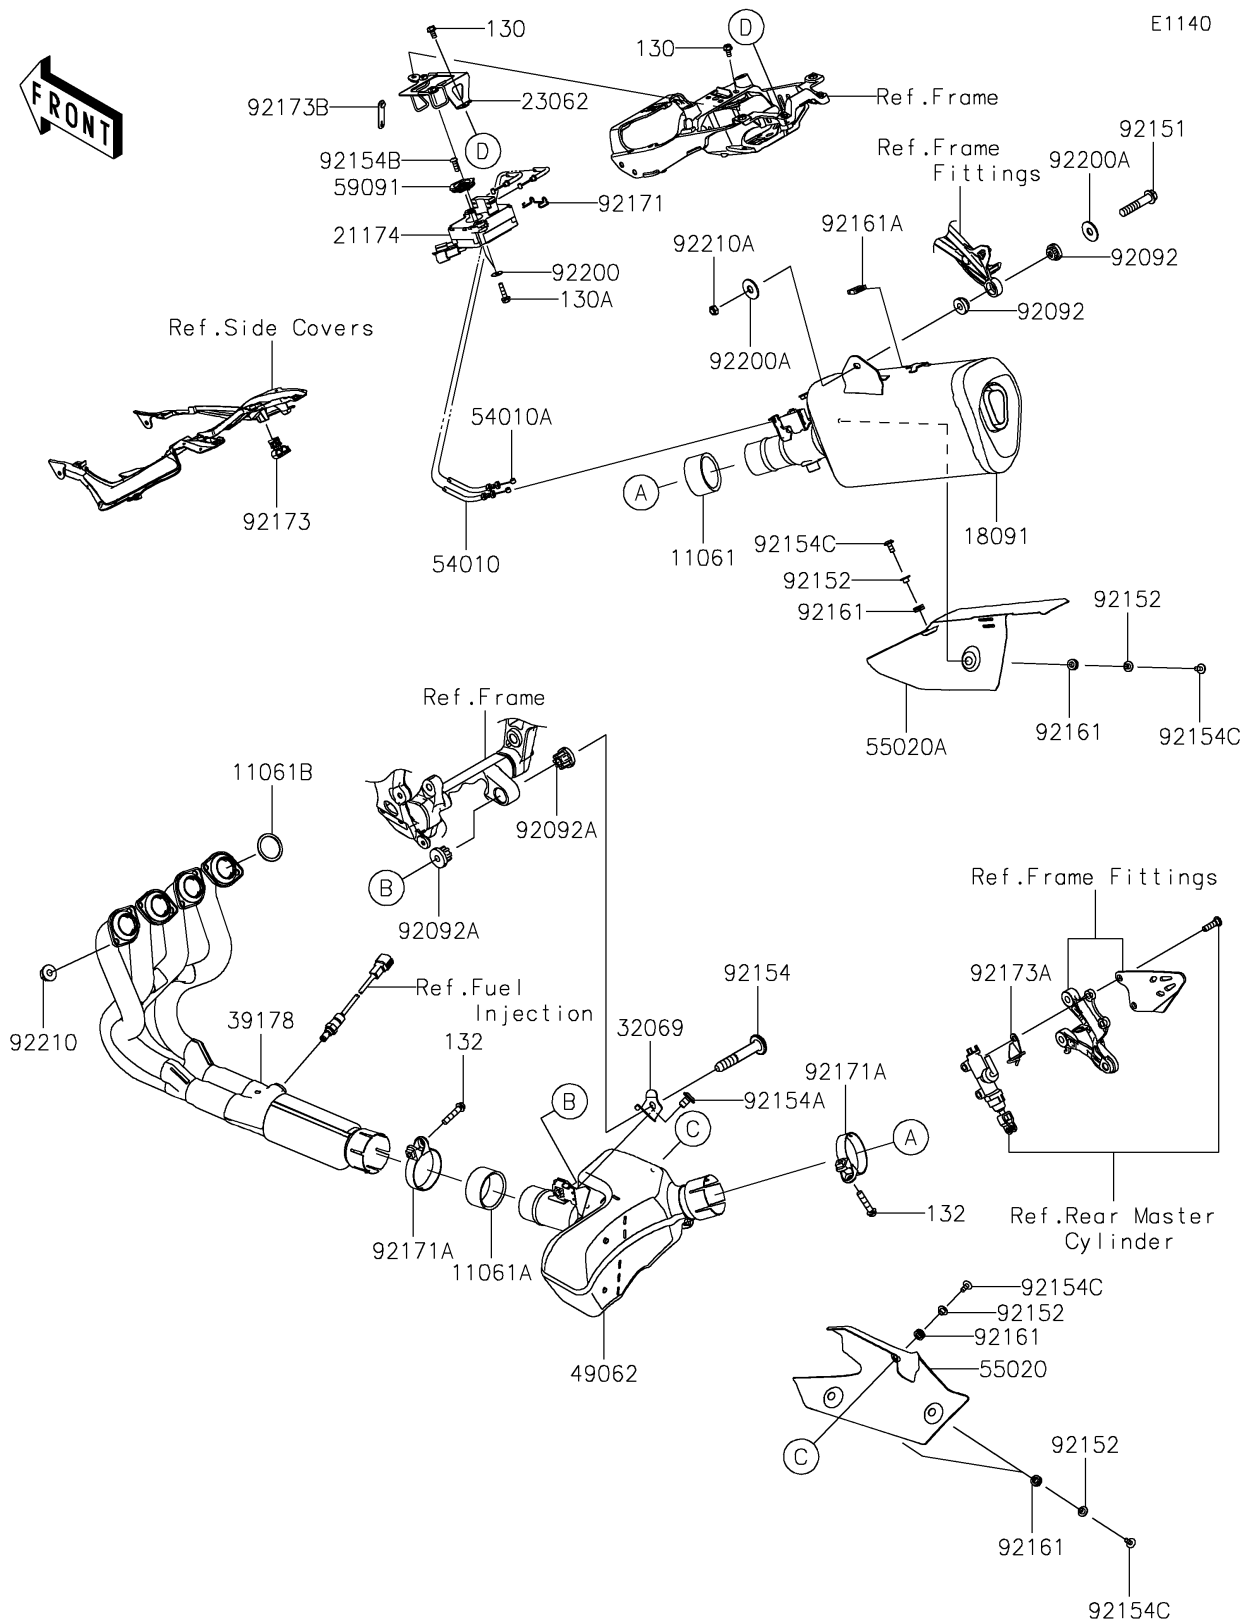 E1140
FRONT
130
130
D
92173B
23062
Ref.Frame
92151
D
92154B
Ref.Frame
Fittings
92200A
59091
92171
92161A
21174
92210A
92092
92200
130A
92092
Ref.Side Covers
92200A
54010A
A
92173
11061
18091
54010
92154C
92152
92152
92161
92161
55020A
92154C
Ref.Frame
11061B
92092A
B
92092A
Ref.Frame Fittings
92154
92173A
Ref.Fuel
Injection
39178
32069
92210
132
92171A
B
92154A
C
A
132
Ref.Rear Master
Cylinder
92171A
11061A
92154C
92152
92161
49062
55020
92152
C
92161
92154C